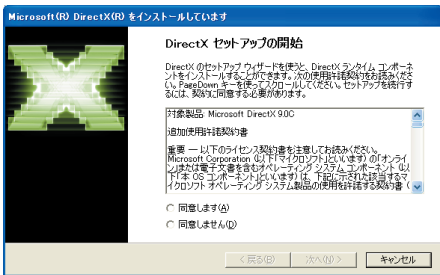 Microsoft(R) DirectX(R) をインストールしています
DirectX セットアップの開始
DirectX のセットアップ ウィザードを使うと、DirectX ランタイム コンポーネ
ントをインストールすることができます。次の使用許諾契約をお読みくださ
い。PageDown キーを使ってスクロールしてください。セットアップを続行す
るには、契約に同意する必要があります。
対象製品: Microsoft DirectX 9.0C
追加使用許諾契約書
重要 ― 以下のライセンス契約書を注意してお読みください。
Microsoft Corporation (以下「マイクロソフト」といいます) の「オンライ
ン」または電子文書を含むオペレーティング システム コンポーネント (以
下「本 OS コンポーネント」といいます) は、下記に示された該当するマ
イクロソフト オペレーティング システム製品の使用を許諾する契約書 (
同意します(A)
同意しません(D)
< 戻る(B)
次へ(N) >
キャンセル